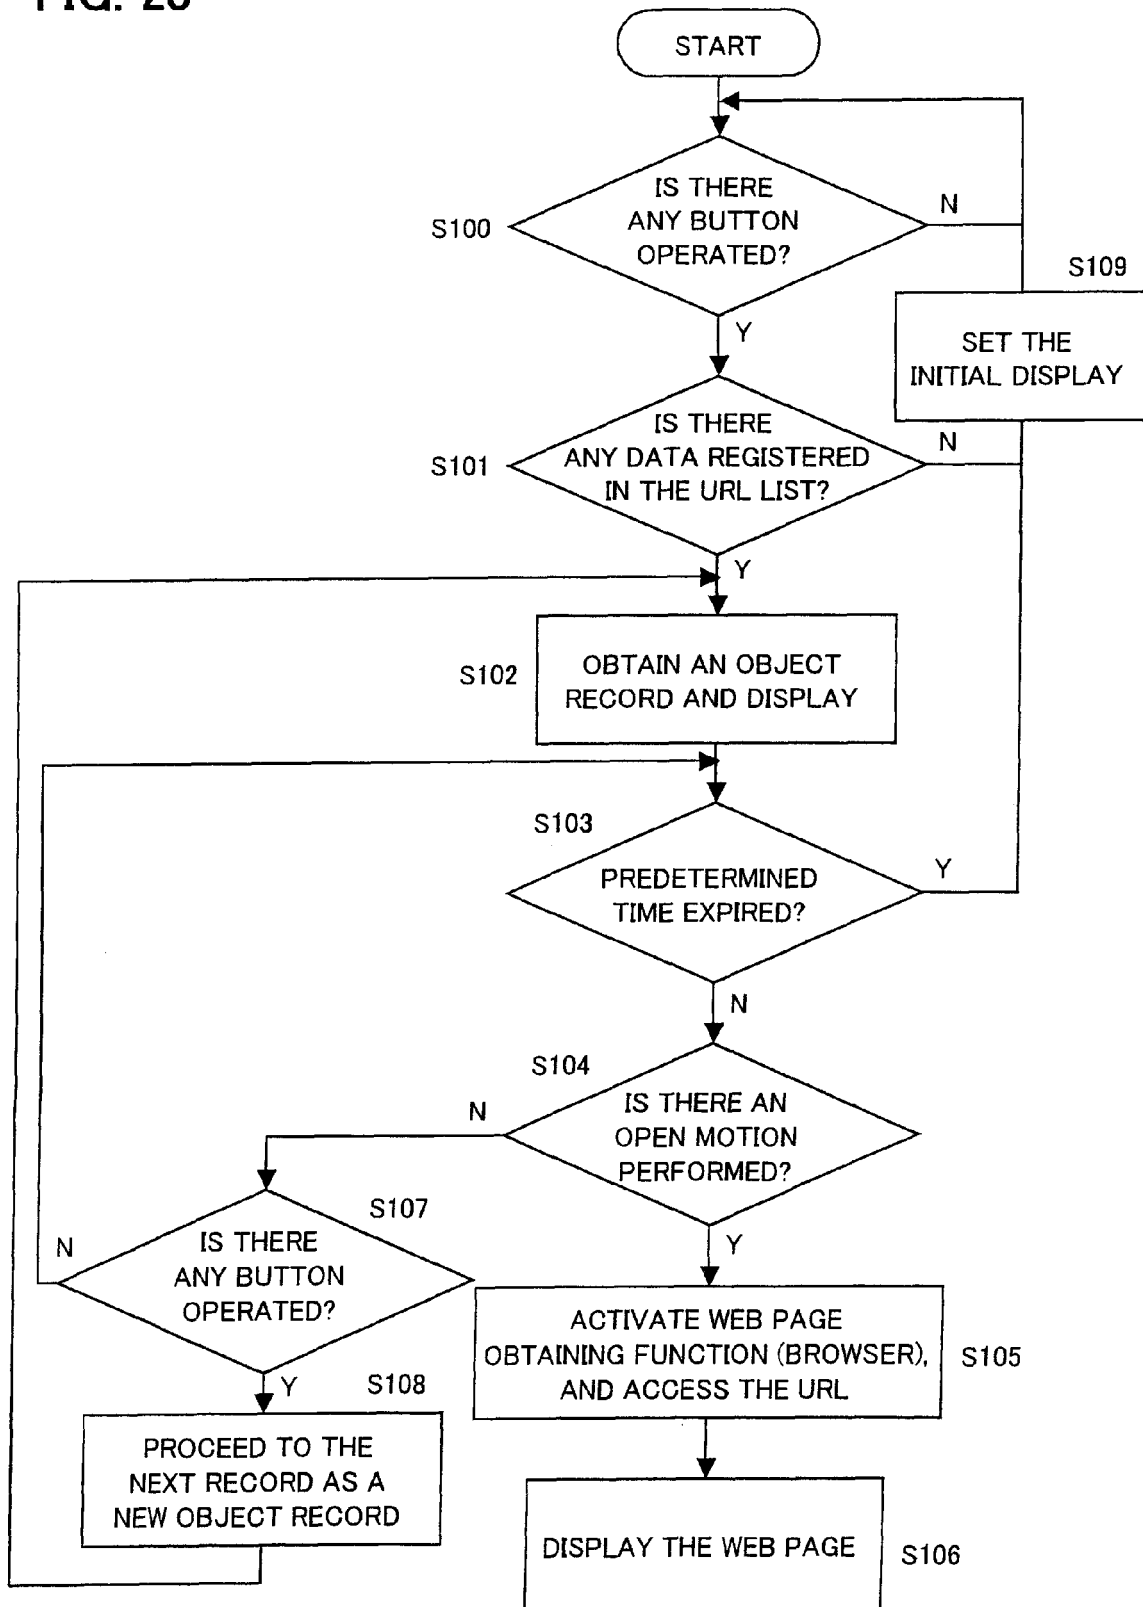 START
IS THERE
ANY BUTTON
OPERATED?
S100
N
Y
S109
SET THE
INITIAL DISPLAY
IS THERE
ANY DATA REGISTERED
IN THE URL LIST?
S101
N
Y
S102
OBTAIN AN OBJECT
RECORD AND DISPLAY
S103
PREDETERMINED
TIME EXPIRED?
Y
N
S104
IS THERE AN
OPEN MOTION
PERFORMED?
N
Y
S107
IS THERE
ANY BUTTON
OPERATED?
N
Y
S108
PROCEED TO THE
NEXT RECORD AS A
NEW OBJECT RECORD
ACTIVATE WEB PAGE
OBTAINING FUNCTION (BROWSER),
AND ACCESS THE URL
S105
DISPLAY THE WEB PAGE
S106